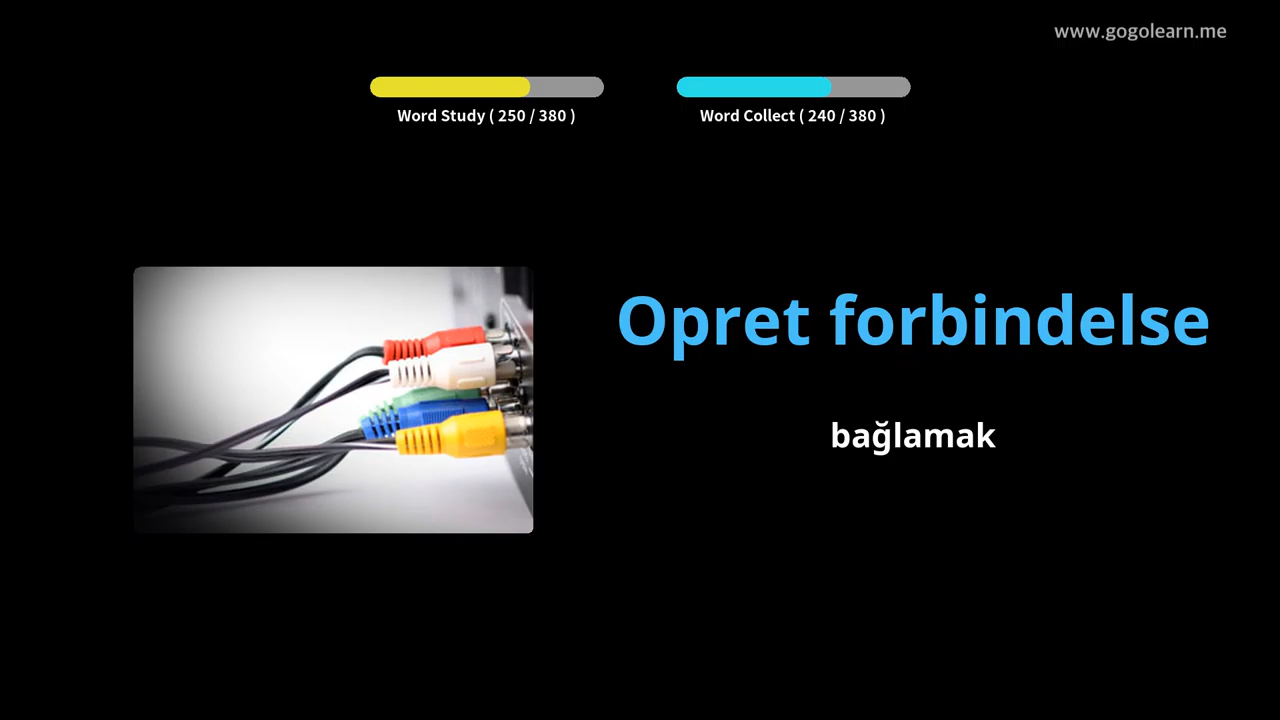 www.gogolearn.me
Word Study ( 250 / 380 )
Word Collect ( 240 / 380 )
Opret forbindelse
bağlamak